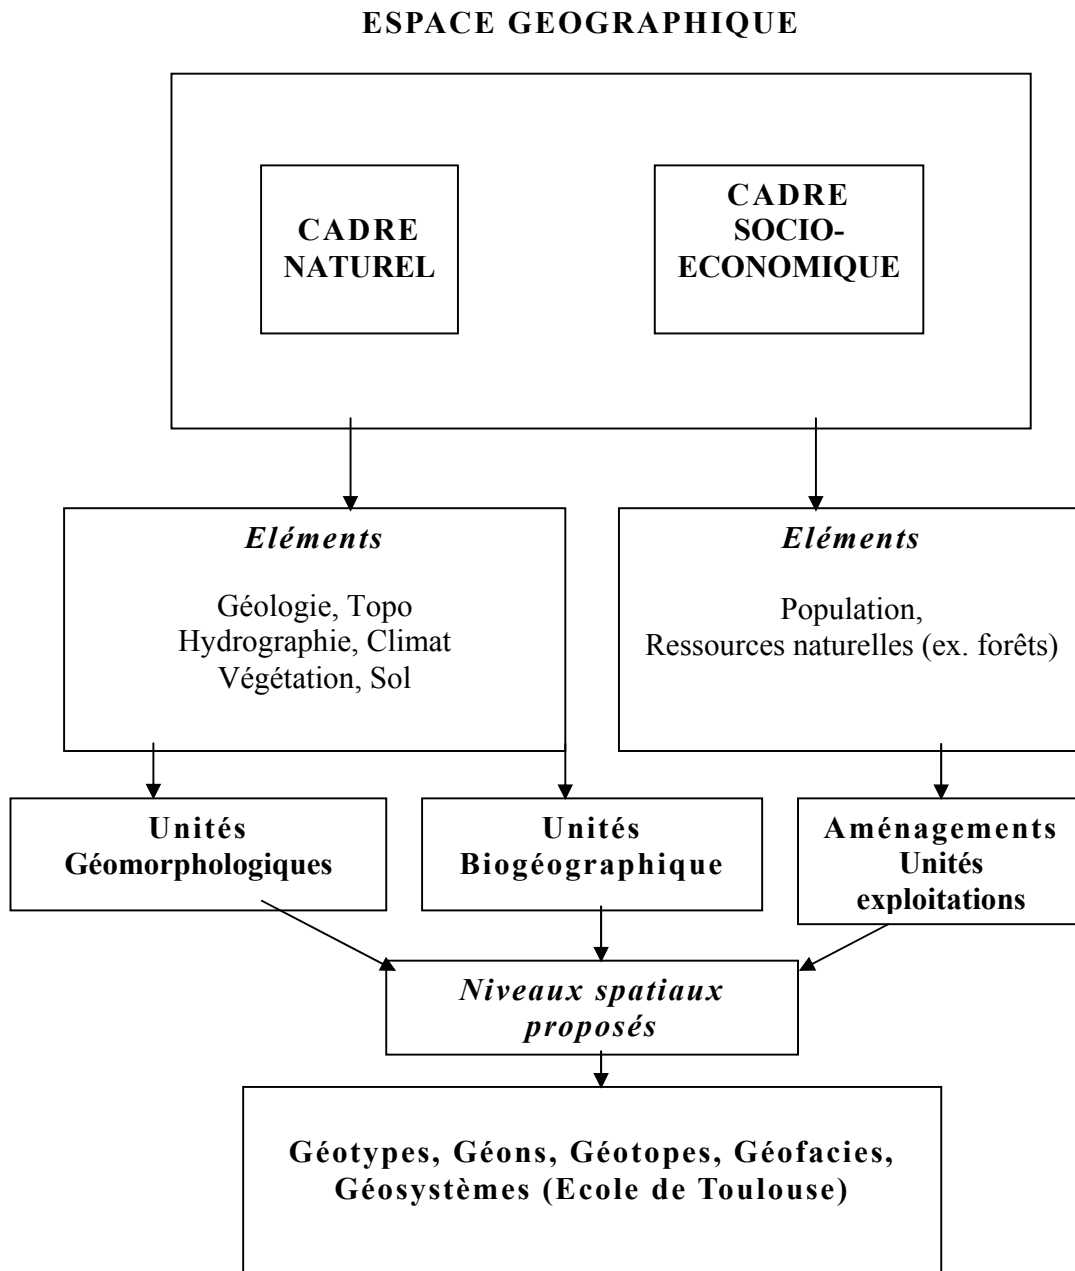 ESPACE GEOGRAPHIQUE
CADRE
NATUREL
CADRE
SOCIO-
ECONOMIQUE
Eléments
Géologie, Topo
Hydrographie, Climat
Végétation, Sol
Eléments
Population,
Ressources naturelles (ex. forêts)
Unités
Géomorphologiques
Unités
Biogéographique
Aménagements
Unités
exploitations
Niveaux spatiaux
proposés
Géotypes, Géons, Géotopes, Géofacies,
Géosystèmes (Ecole de Toulouse)